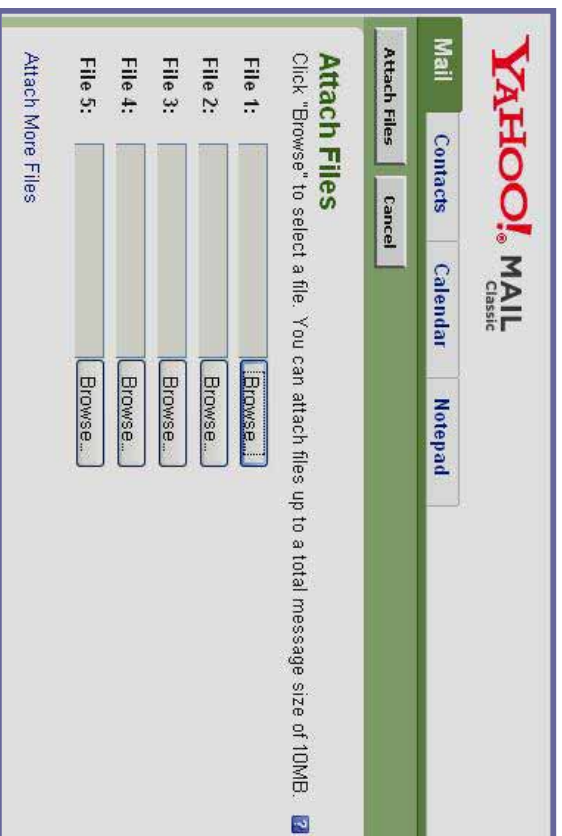 YAHOO!® MAIL
Classic
Mail Contacts Calendar Notepad
Attach Files Cancel
Attach Files
Click "Browse" to select a file. You can attach files up to a total message size of 10MB. ?
File 1: Browse...
File 2: Browse...
File 3: Browse...
File 4: Browse...
File 5: Browse...
Attach More Files